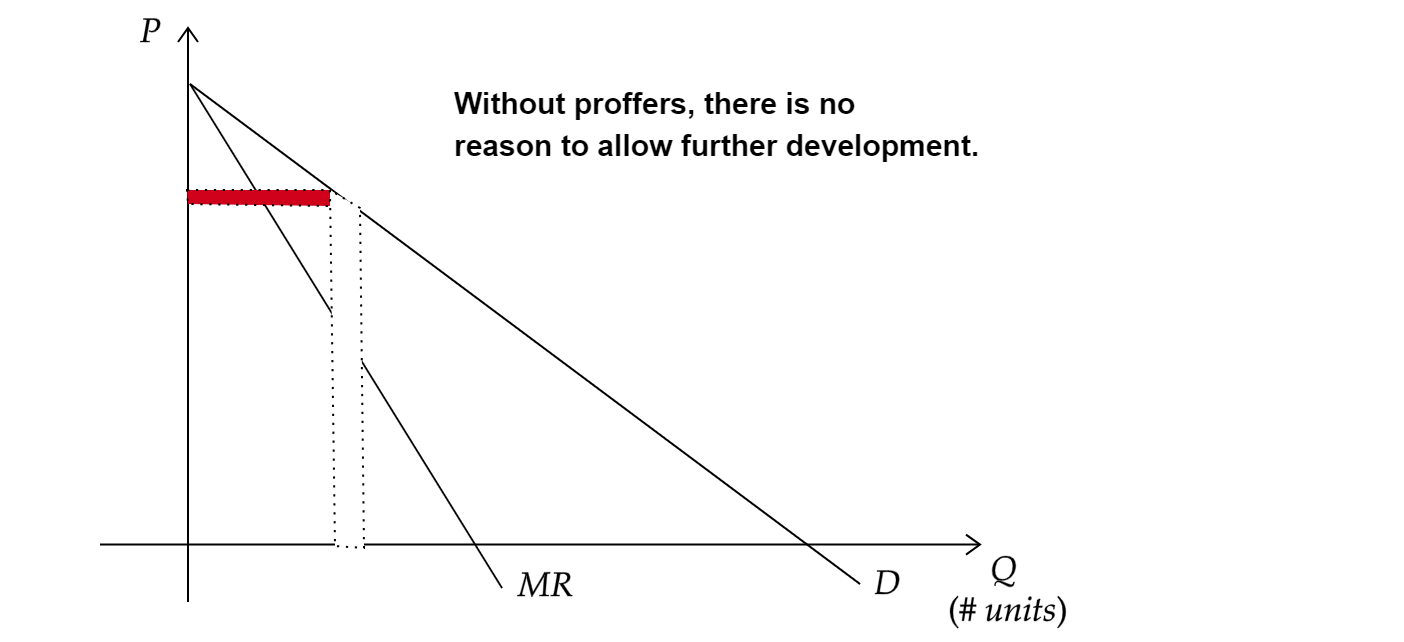 P
Without proffers, there is no
reason to allow further development.
MR
D
Q
(# units)